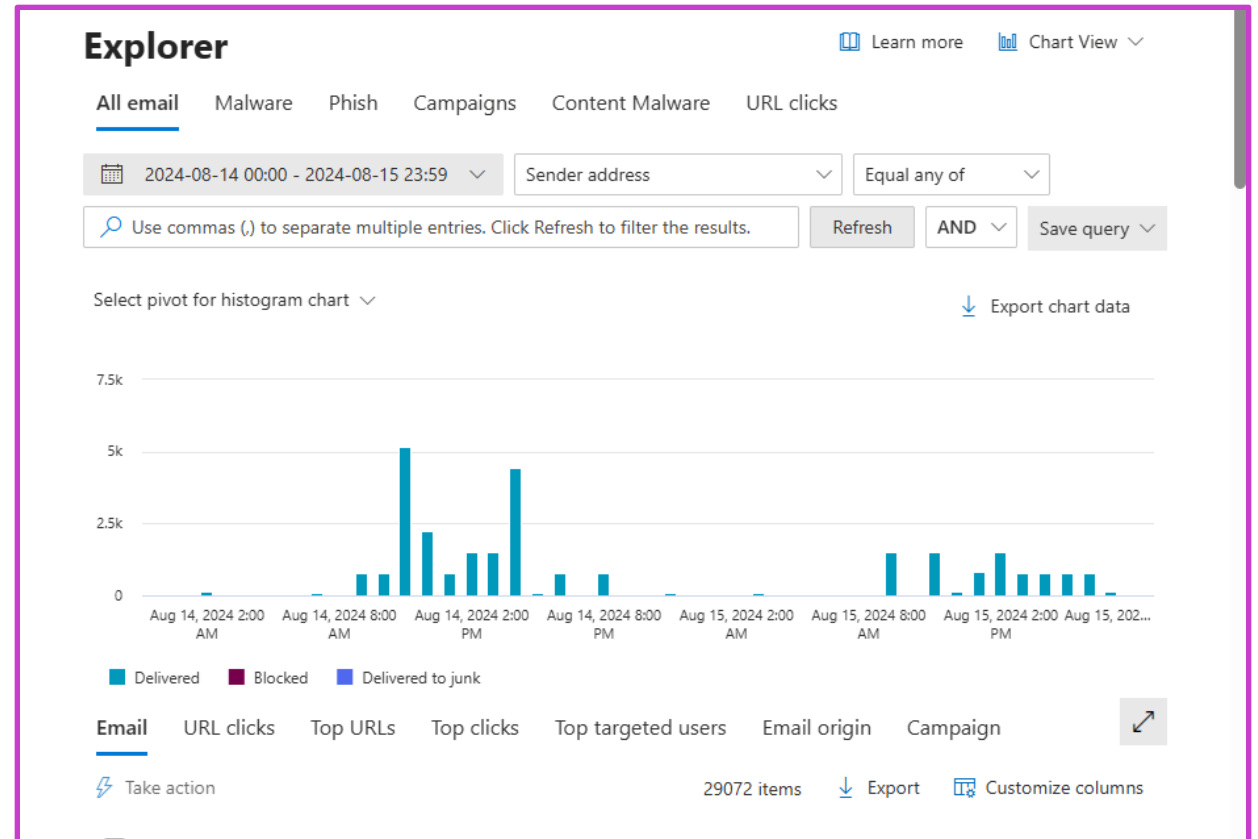 Explorer
Learn more
Chart View
All email Malware Phish Campaigns Content Malware URL clicks
2024-08-14 00:00 - 2024-08-15 23:59 Sender address Equal any of
Use commas (,) to separate multiple entries. Click Refresh to filter the results. Refresh AND Save query
Select pivot for histogram chart
Export chart data
7.5k
5k
2.5k
0
Aug 14, 2024 2:00 AM
Aug 14, 2024 8:00 AM
Aug 14, 2024 2:00 PM
Aug 14, 2024 8:00 PM
Aug 15, 2024 2:00 AM
Aug 15, 2024 8:00 AM
Aug 15, 2024 2:00 PM
Aug 15, 202...
Delivered Blocked Delivered to junk
Email URL clicks Top URLs Top clicks Top targeted users Email origin Campaign
Take action 29072 items Export Customize columns